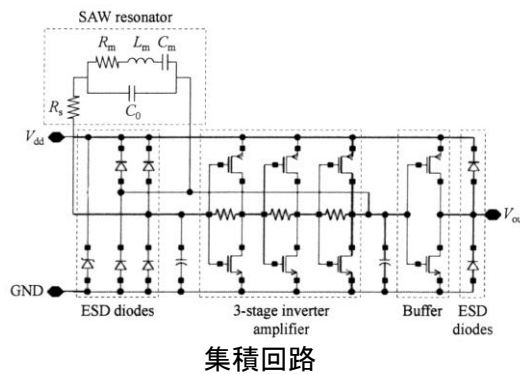 SAW resonator
Rm Lm Cm
C0
Rs
Vdd
Vou
GND
ESD diodes
3-stage inverter
amplifier
Buffer
ESD
diodes
集積回路